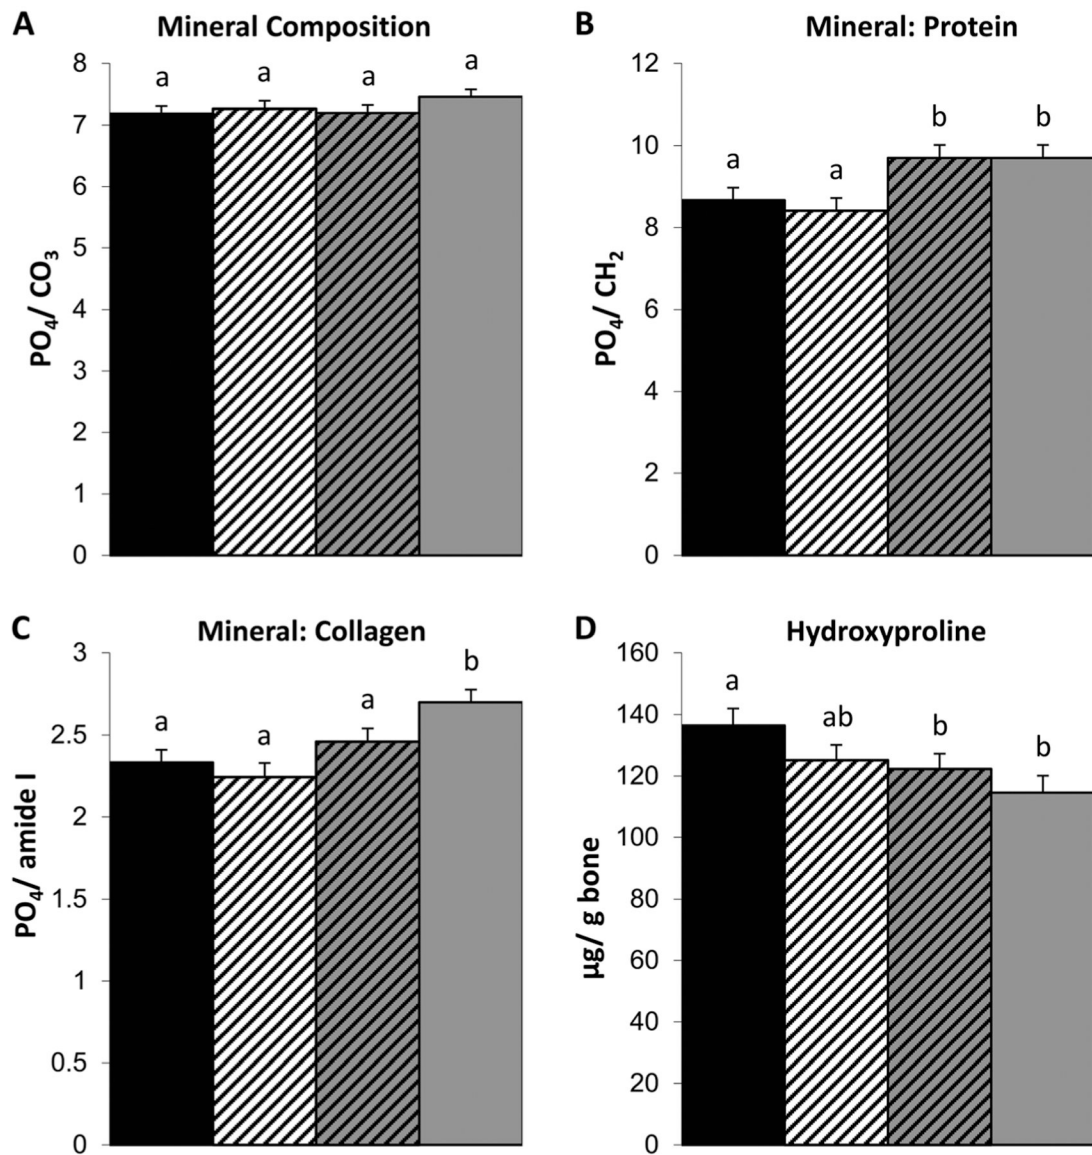 A
Mineral Composition
8
7
6
5
4
3
2
1
0
PO₄/ CO₃
a
a
a
a
B
Mineral: Protein
12
10
8
6
4
2
0
PO₄/ CH₂
a
a
b
b
C
Mineral: Collagen
3
2.5
2
1.5
1
0.5
0
PO₄/ amide I
a
a
a
b
D
Hydroxyproline
160
140
120
100
80
60
40
20
0
µg/ g bone
a
ab
b
b